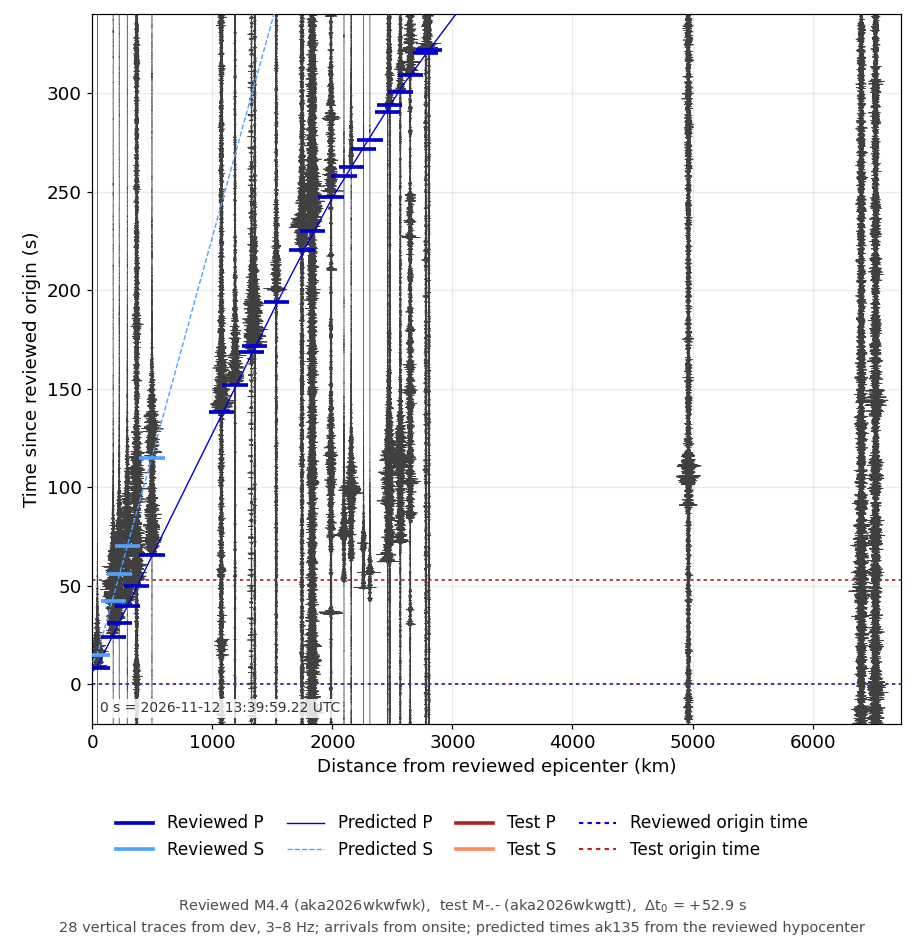 300
250
200
150
100
50
0
Time since reviewed origin (s)
0 s = 2026-11-12 13:39:59.22 UTC
0 1000 2000 3000 4000 5000 6000
Distance from reviewed epicenter (km)
Reviewed P Predicted P Test P Reviewed origin time
Reviewed S Predicted S Test S Test origin time
Reviewed M4.4 (aka2026wkwfwk), test M-.- (aka2026wkwgtt), Δt₀ = +52.9 s
28 vertical traces from dev, 3–8 Hz; arrivals from onsite; predicted times ak135 from the reviewed hypocenter